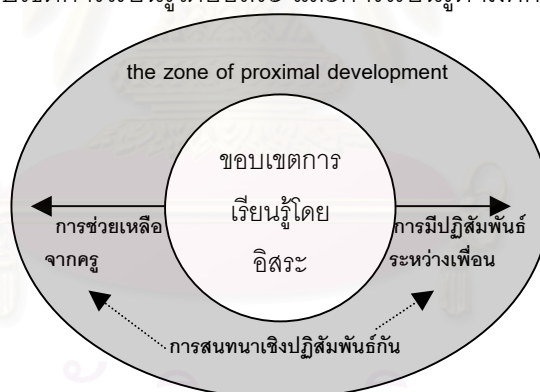 the zone of proximal development
ขอบเขตการ
เรียนรู้โดย
อิสระ
การช่วยเหลือ
จากครู
การมีปฏิสัมพันธ์
ระหว่างเพื่อน
การสนทนาเชิงปฏิสัมพันธ์กัน